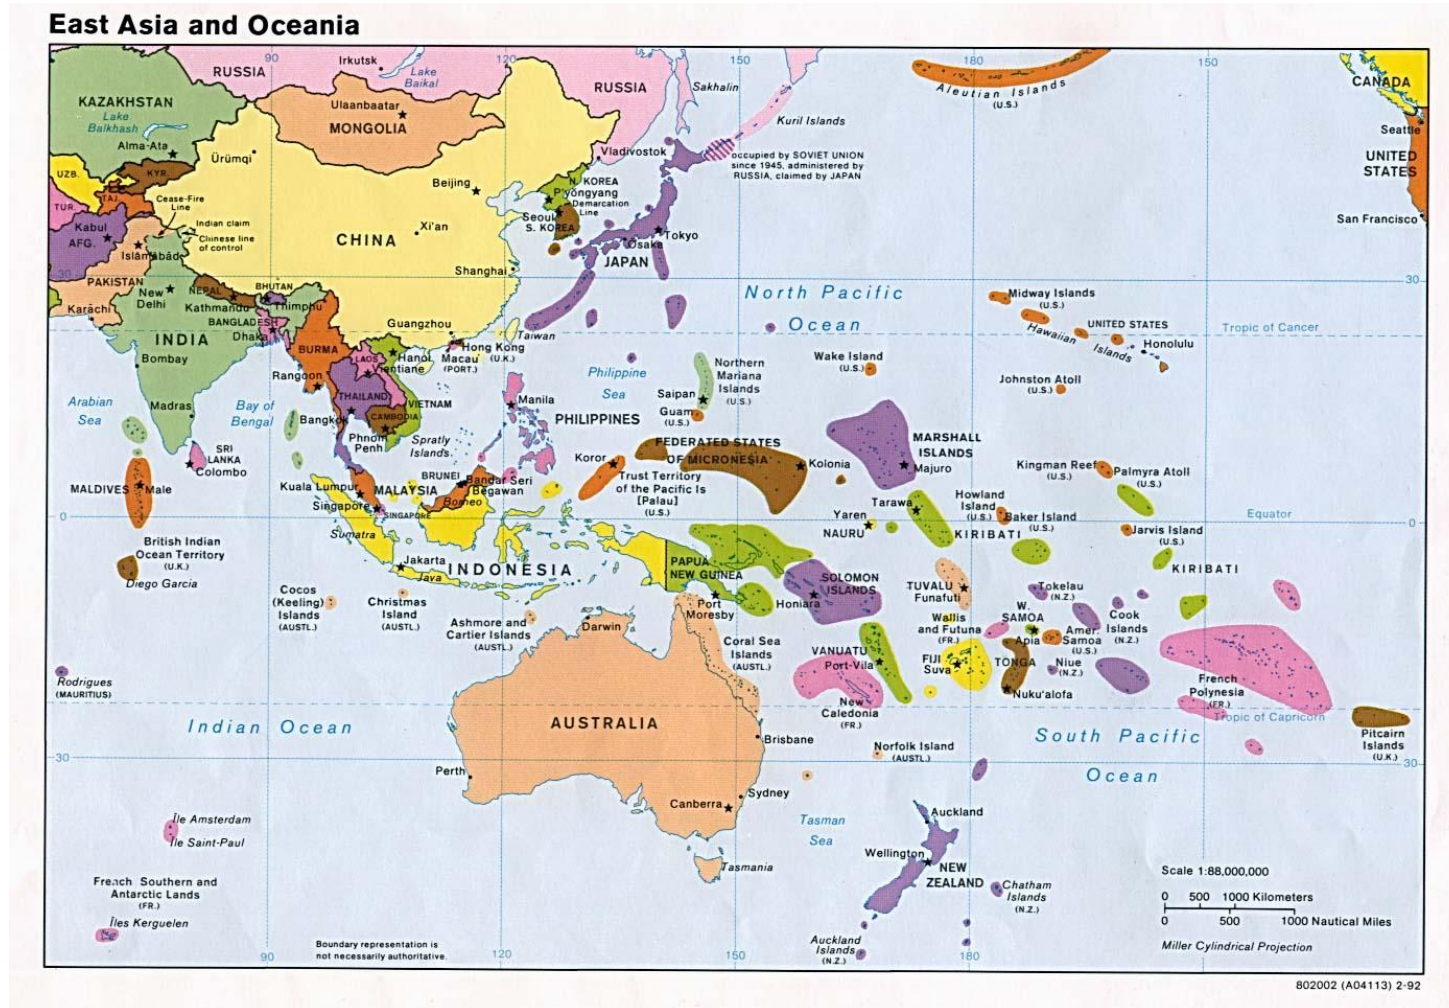 East Asia and Oceania
90
120
150
180
150
RUSSIA
Irkutsk
Lake
Baikal
RUSSIA
Sakhalin
Aleutian Islands
(U.S.)
CANADA
KAZAKHSTAN
Lake
Balkhash
Alma-Ata
Ulaanbaatar
MONGOLIA
Kuril Islands
Seattle
Ürümqi
Vladivostok
occupied by SOVIET UNION
since 1945, administered by
RUSSIA, claimed by JAPAN
UNITED
STATES
UZB.
KYR.
TAJ.
TUR.
Cease-Fire
Line
Beijing
N. KOREA
P'yŏngyang
Demarcation
Line
Seoul
S. KOREA
San Francisco
Kabul
AFG.
Indian claim
Chinese line
of control
Islāmābād
CHINA
Xi'an
Tokyo
Osaka
JAPAN
Shanghai
30
30
PAKISTAN
New
Delhi
NEPAL
Kathmandu
BHUTAN
Thimphu
Karāchi
BANGLADESH
Dhaka
North Pacific
Ocean
Midway Islands
(U.S.)
Hawaiian
Islands
UNITED STATES
Honolulu
Tropic of Cancer
INDIA
Bombay
Guangzhou
Taiwan
Hong Kong
(U.K.)
Macau
(PORT.)
BURMA
Rangoon
LAOS
Hanoi
Vientiane
THAILAND
Bangkok
VIETNAM
CAMBODIA
Phnom
Penh
Philippine
Sea
Northern
Mariana
Islands
(U.S.)
Saipan
Guam
(U.S.)
Wake Island
(U.S.)
Johnston Atoll
(U.S.)
Arabian
Sea
Madras
Bay of
Bengal
Manila
PHILIPPINES
Spratly
Islands
SRI
LANKA
Colombo
MALDIVES
Male
Kuala Lumpur
MALAYSIA
Singapore
SINGAPORE
BRUNEI
Bandar Seri
Begawan
Borneo
Koror
Trust Territory
of the Pacific Is
[Palau]
(U.S.)
FEDERATED STATES
OF MICRONESIA
Kolonia
MARSHALL
ISLANDS
Majuro
Kingman Reef
(U.S.)
Palmyra Atoll
(U.S.)
Tarawa
Howland
Island
(U.S.)
Baker Island
(U.S.)
0
Equator
0
Yaren
NAURU
KIRIBATI
Jarvis Island
(U.S.)
KIRIBATI
British Indian
Ocean Territory
(U.K.)
Diego Garcia
Sumatra
Jakarta
Java
INDONESIA
PAPUA
NEW GUINEA
Port
Moresby
SOLOMON
ISLANDS
Honiara
TUVALU
Funafuti
Tokelau
(N.Z.)
Cocos
(Keeling)
Islands
(AUSTL.)
Christmas
Island
(AUSTL.)
Ashmore and
Cartier Islands
(AUSTL.)
Darwin
Coral Sea
Islands
(AUSTL.)
Wallis
and Futuna
(FR.)
W.
SAMOA
Apia
Amer.
Samoa
(U.S.)
Cook
Islands
(N.Z.)
VANUATU
Port-Vila
FIJI
Suva
TONGA
Nuku'alofa
Niue
(N.Z.)
French
Polynesia
(FR.)
Rodrigues
(MAURITIUS)
New
Caledonia
(FR.)
Tropic of Capricorn
Pitcairn
Islands
(U.K.)
Indian Ocean
AUSTRALIA
Brisbane
Norfolk Island
(AUSTL.)
South Pacific
Ocean
30
30
Perth
Sydney
Canberra
Tasman
Sea
Tasmania
Auckland
Wellington
NEW
ZEALAND
Chatham
Islands
(N.Z.)
Auckland
Islands
(N.Z.)
Île Amsterdam
Île Saint-Paul
French Southern and
Antarctic Lands
(FR.)
Îles Kerguelen
Boundary representation is
not necessarily authoritative.
Scale 1:88,000,000
0 500 1000 Kilometers
0 500 1000 Nautical Miles
Miller Cylindrical Projection
90
120
150
180
802002 (A04113) 2-92